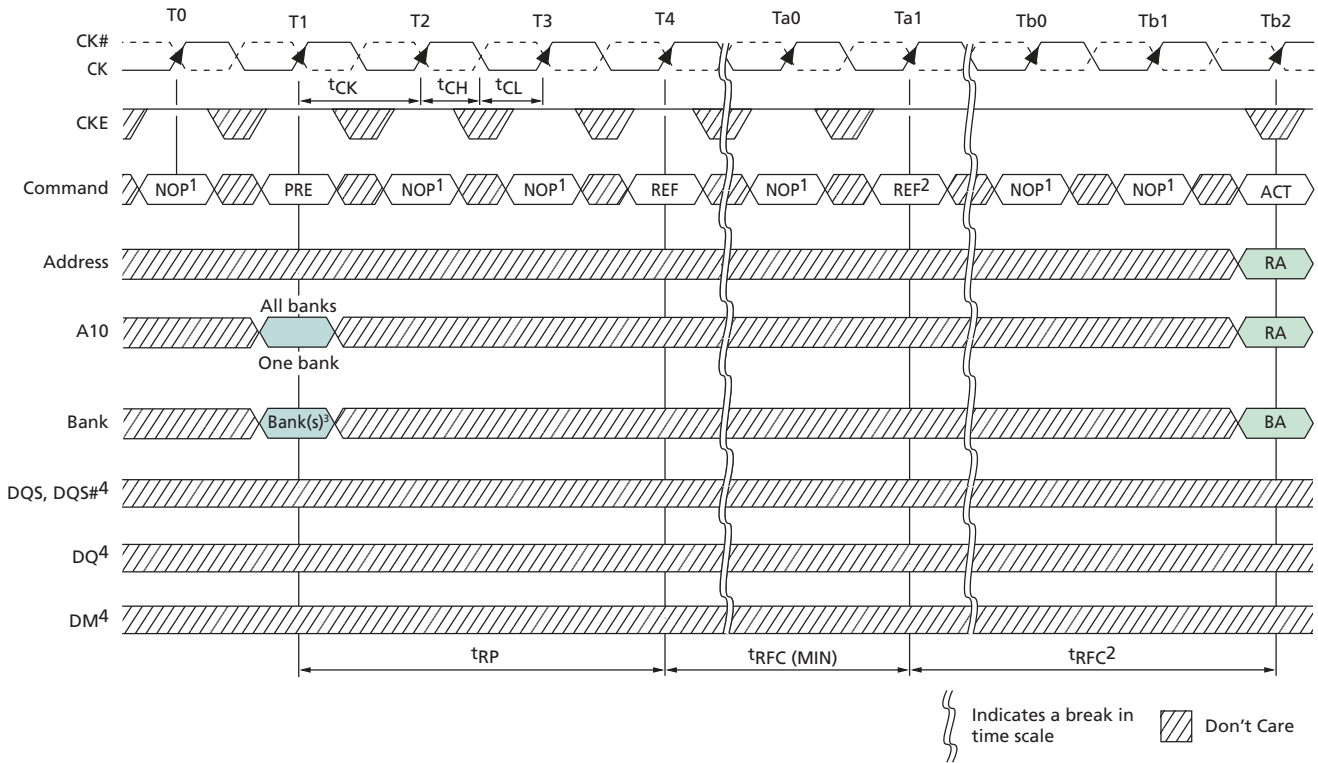 T0 T1 T2 T3 T4 Ta0 Ta1 Tb0 Tb1 Tb2
CK#
CK
tCK tCH tCL
CKE
Command NOP1 PRE NOP1 NOP1 REF NOP1 REF2 NOP1 NOP1 ACT
Address RA
All banks
A10 RA
One bank
Bank Bank(s)3 BA
DQS, DQS#4
DQ4
DM4
tRP tRFC (MIN) tRFC2
Indicates a break in
time scale
Don't Care